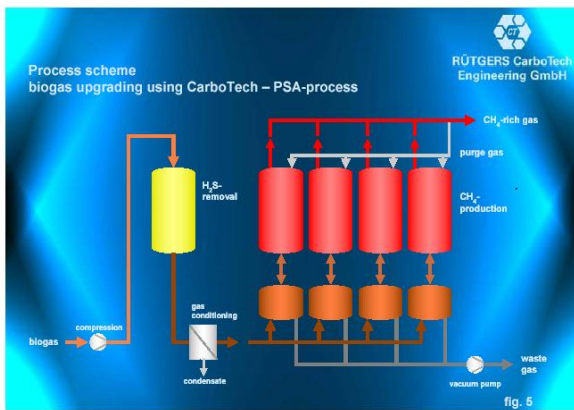 CT
RÜTGERS CarboTech
Engineering GmbH
Process scheme
biogas upgrading using CarboTech – PSA-process
CH₄-rich gas
purge gas
H₂S-
removal
CH₄-
production
gas
conditioning
compression
biogas
condensate
waste
gas
vacuum pump
fig. 5